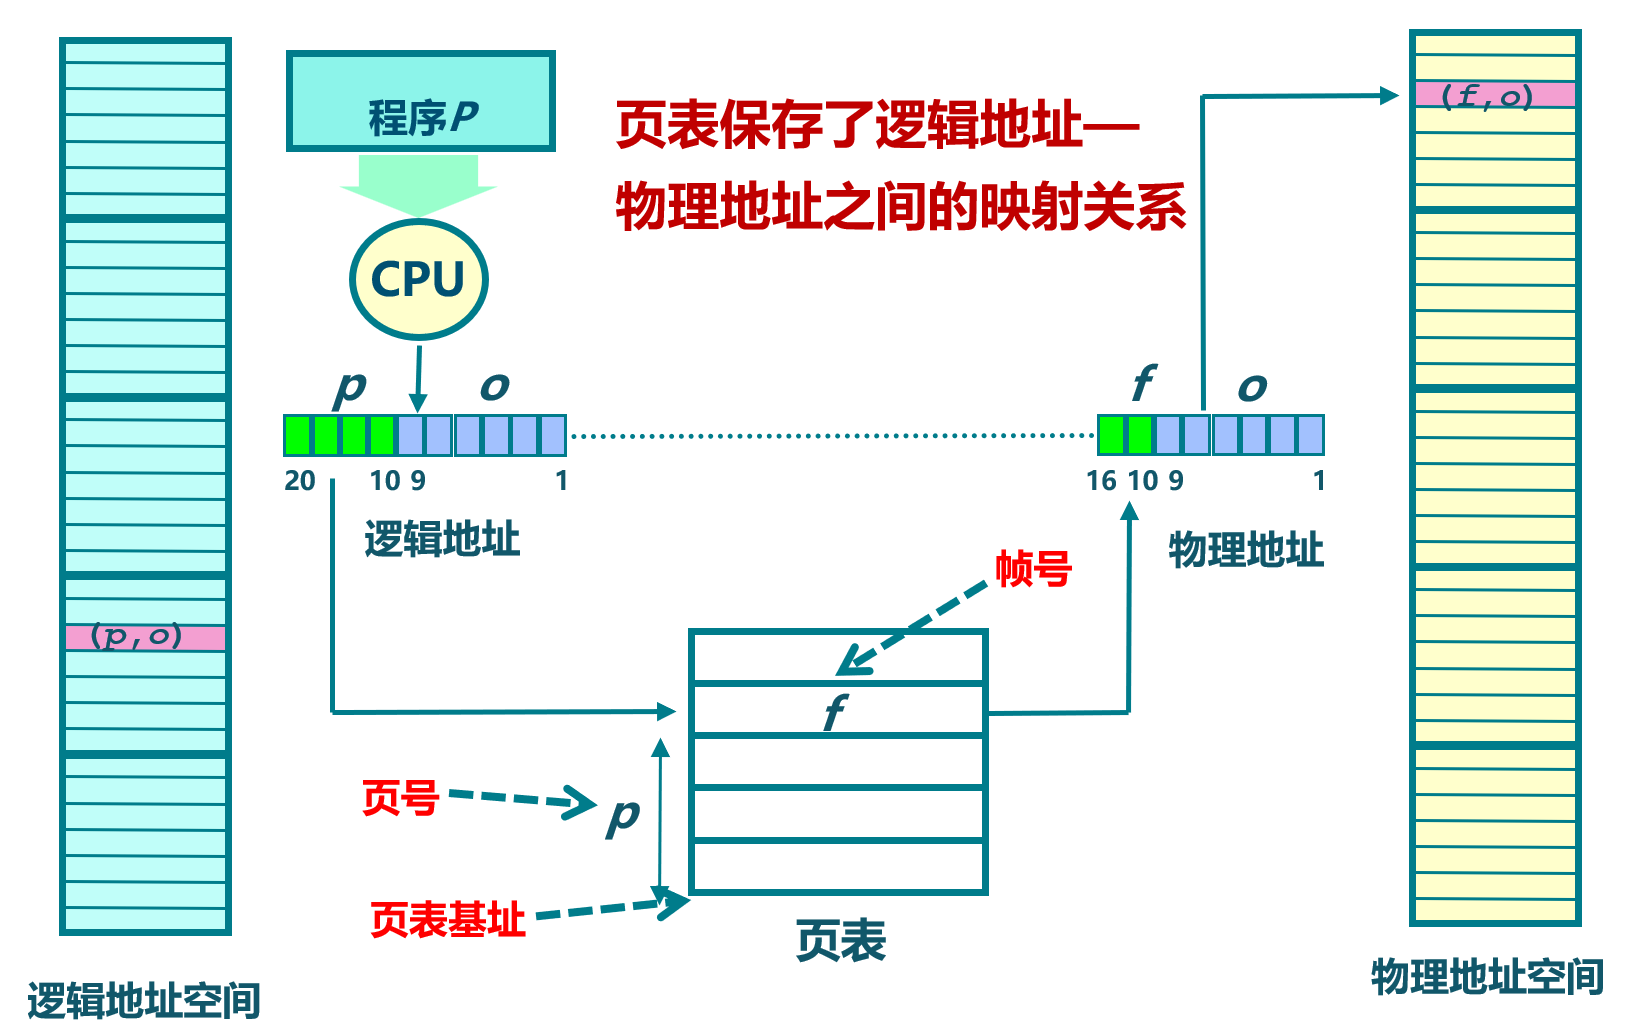 程序P
页表保存了逻辑地址—
物理地址之间的映射关系
(f,o)
CPU
p o
f o
20 10 9 1
16 10 9 1
逻辑地址
物理地址
帧号
(p,o)
f
页号
p
页表基址
页表
逻辑地址空间
物理地址空间